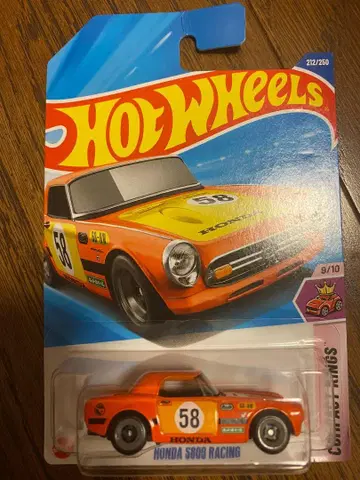 212/250
HOT WHEELS
58
HONDA
9/10
COMPACT KINGS
58
HONDA
HONDA S800 RACING